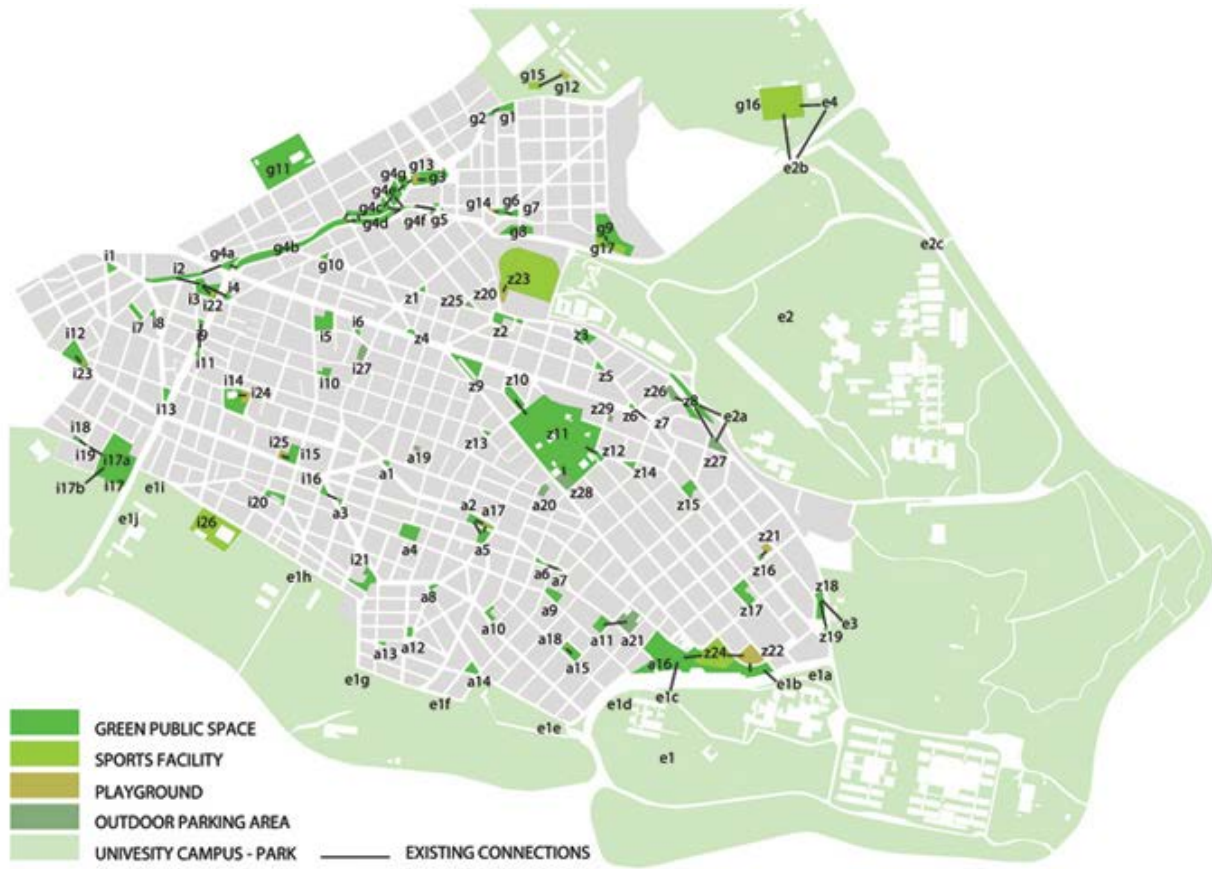 g15
g12
g16
e4
g2
g1
e2b
g11
g13
g4g
g3
g4e
g4c
g4d
g4f
g5
g14
g6
g7
g8
g9
g17
e2c
i1
i2
g4a
g4b
g10
i3
i4
i22
z23
z1
z25
z20
e2
i7
i8
i9
i5
i6
z4
z2
z3
i12
i23
i11
i27
i10
z9
z5
i14
i24
z10
z26
z8
i13
z29
z6
z7
e2a
i18
i19
i17a
i17b
i17
i25
i15
z13
z11
z12
a1
a19
z14
z27
e1i
i16
z28
z15
e1j
i20
a3
a2
a17
a20
i26
a4
a5
z21
z16
e1h
i21
a6
a7
z18
a8
a9
z17
e3
z19
a10
a11
a21
a13
a12
a18
a15
a16
z24
z22
e1g
a14
e1c
e1b
e1a
e1f
e1d
e1e
e1
GREEN PUBLIC SPACE
SPORTS FACILITY
PLAYGROUND
OUTDOOR PARKING AREA
UNIVESITY CAMPUS - PARK
EXISTING CONNECTIONS